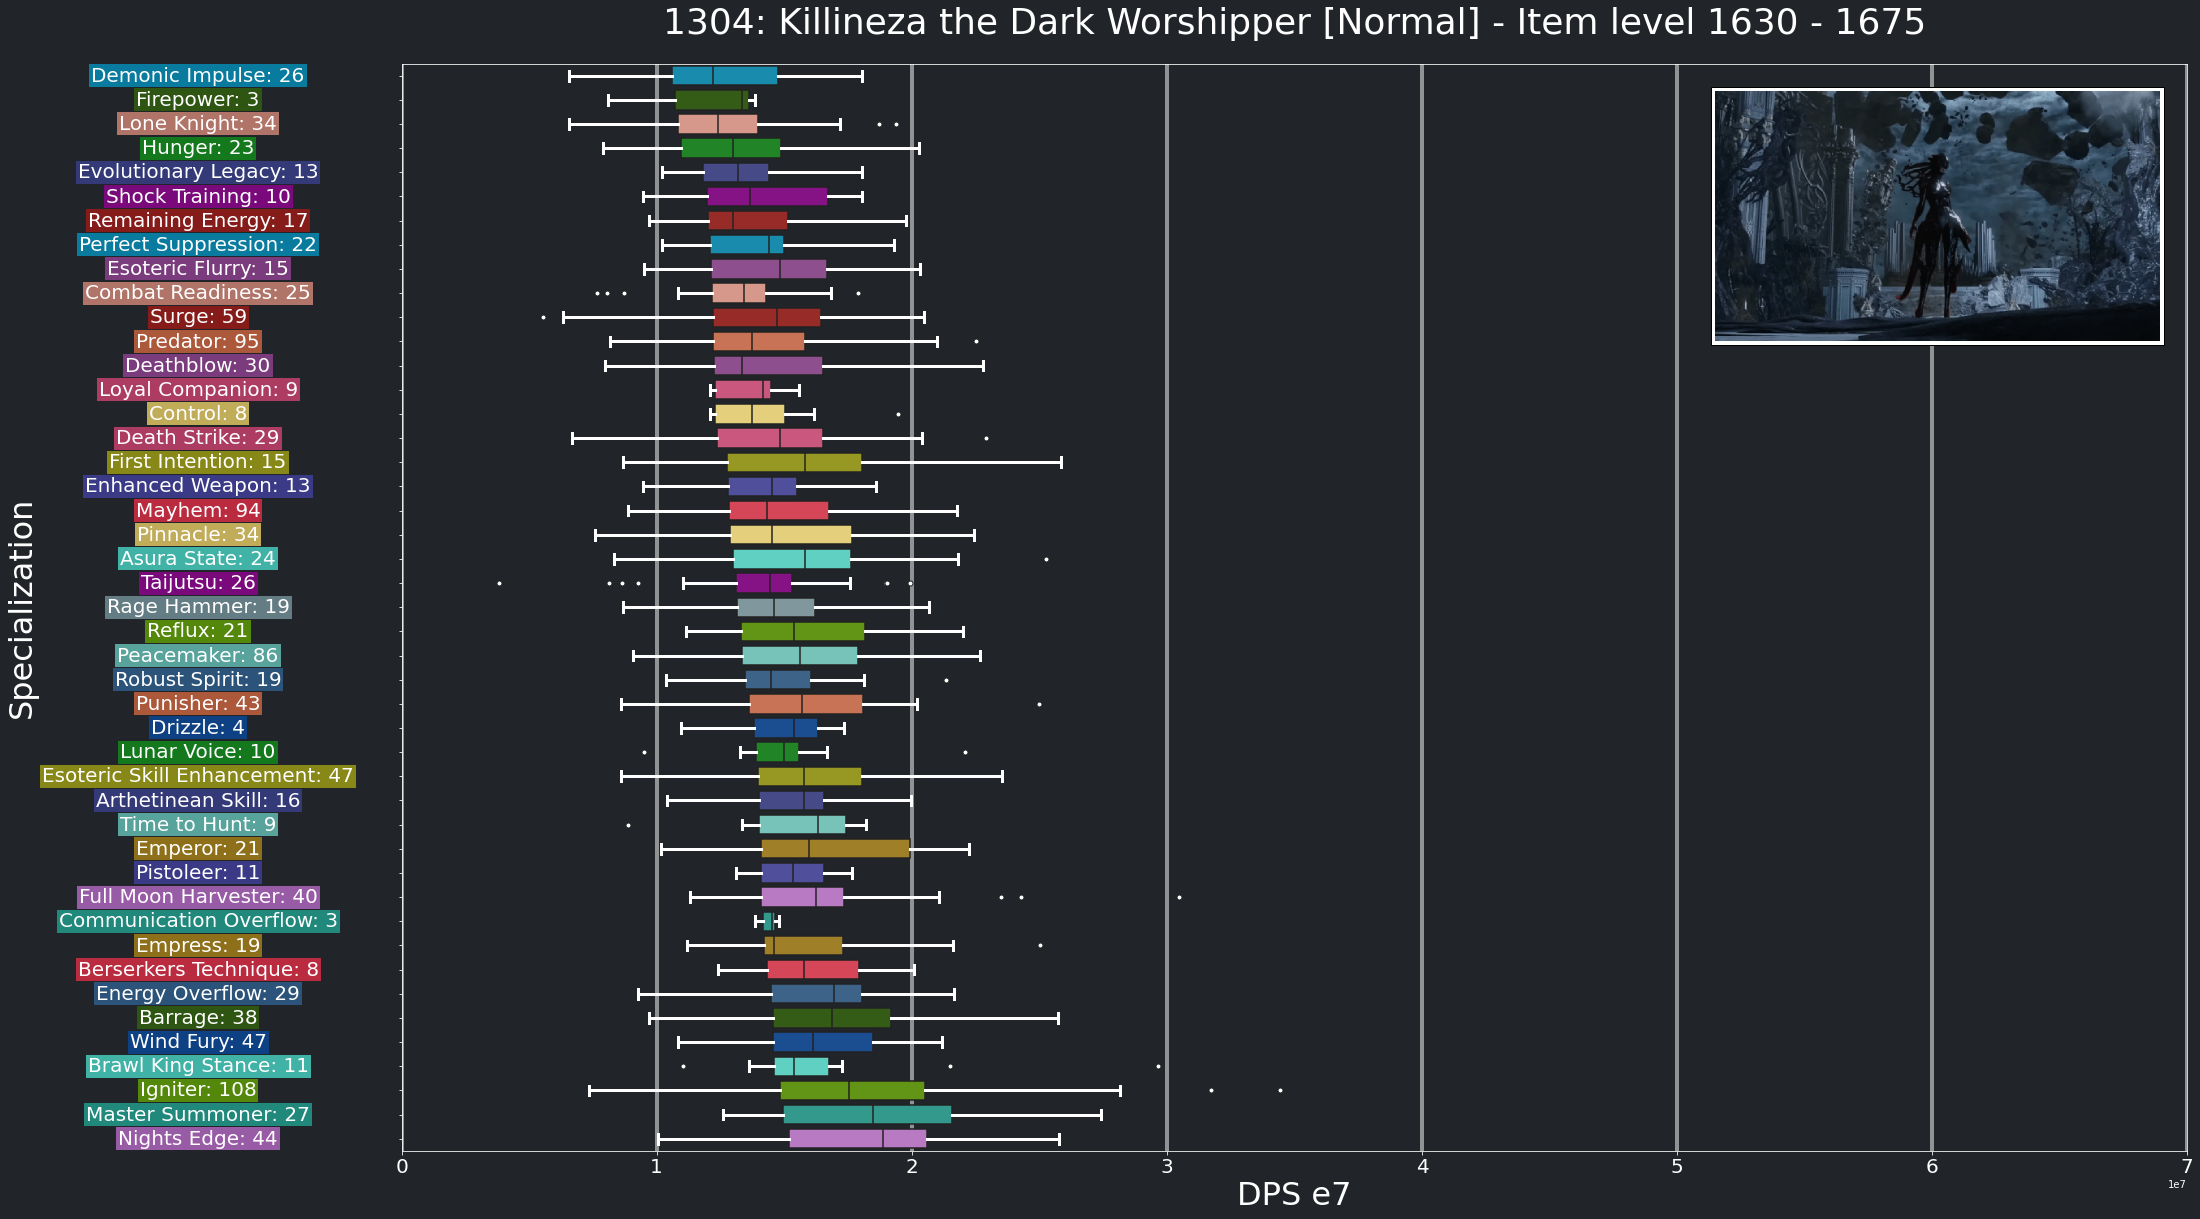 1304: Killineza the Dark Worshipper [Normal] - Item level 1630 - 1675
Specialization
Demonic Impulse: 26
Firepower: 3
Lone Knight: 34
Hunger: 23
Evolutionary Legacy: 13
Shock Training: 10
Remaining Energy: 17
Perfect Suppression: 22
Esoteric Flurry: 15
Combat Readiness: 25
Surge: 59
Predator: 95
Deathblow: 30
Loyal Companion: 9
Control: 8
Death Strike: 29
First Intention: 15
Enhanced Weapon: 13
Mayhem: 94
Pinnacle: 34
Asura State: 24
Taijutsu: 26
Rage Hammer: 19
Reflux: 21
Peacemaker: 86
Robust Spirit: 19
Punisher: 43
Drizzle: 4
Lunar Voice: 10
Esoteric Skill Enhancement: 47
Arthetinean Skill: 16
Time to Hunt: 9
Emperor: 21
Pistoleer: 11
Full Moon Harvester: 40
Communication Overflow: 3
Empress: 19
Berserkers Technique: 8
Energy Overflow: 29
Barrage: 38
Wind Fury: 47
Brawl King Stance: 11
Igniter: 108
Master Summoner: 27
Nights Edge: 44
0 1 2 3 4 5 6 7
1e7
DPS e7